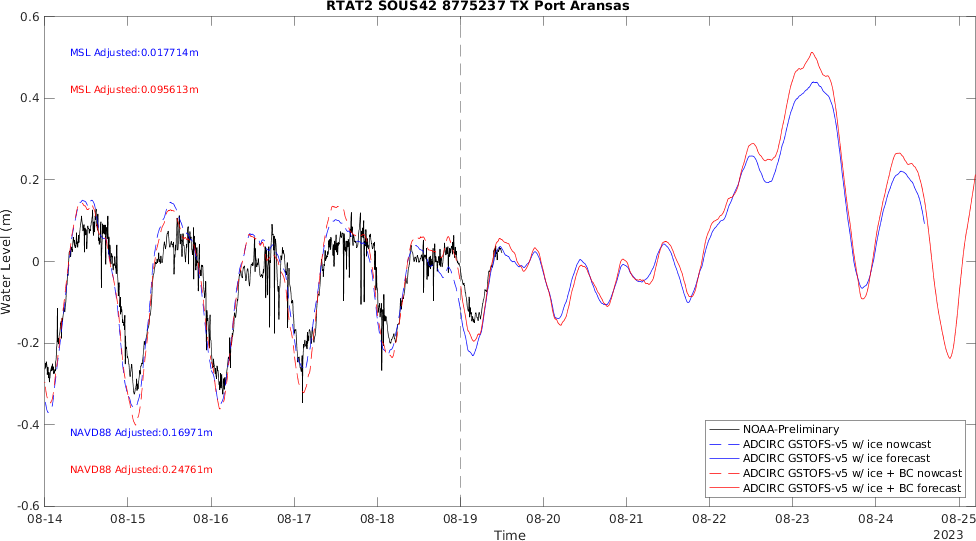 RTAT2 SOUS42 8775237 TX Port Aransas
0.6
0.4
0.2
0
-0.2
-0.4
-0.6
Water Level (m)
MSL Adjusted:0.017714m
MSL Adjusted:0.095613m
NAVD88 Adjusted:0.16971m
NAVD88 Adjusted:0.24761m
NOAA-Preliminary
ADCIRC GSTOFS-v5 w/ ice nowcast
ADCIRC GSTOFS-v5 w/ ice forecast
ADCIRC GSTOFS-v5 w/ ice + BC nowcast
ADCIRC GSTOFS-v5 w/ ice + BC forecast
08-14 08-15 08-16 08-17 08-18 08-19 08-20 08-21 08-22 08-23 08-24 08-25
Time
2023